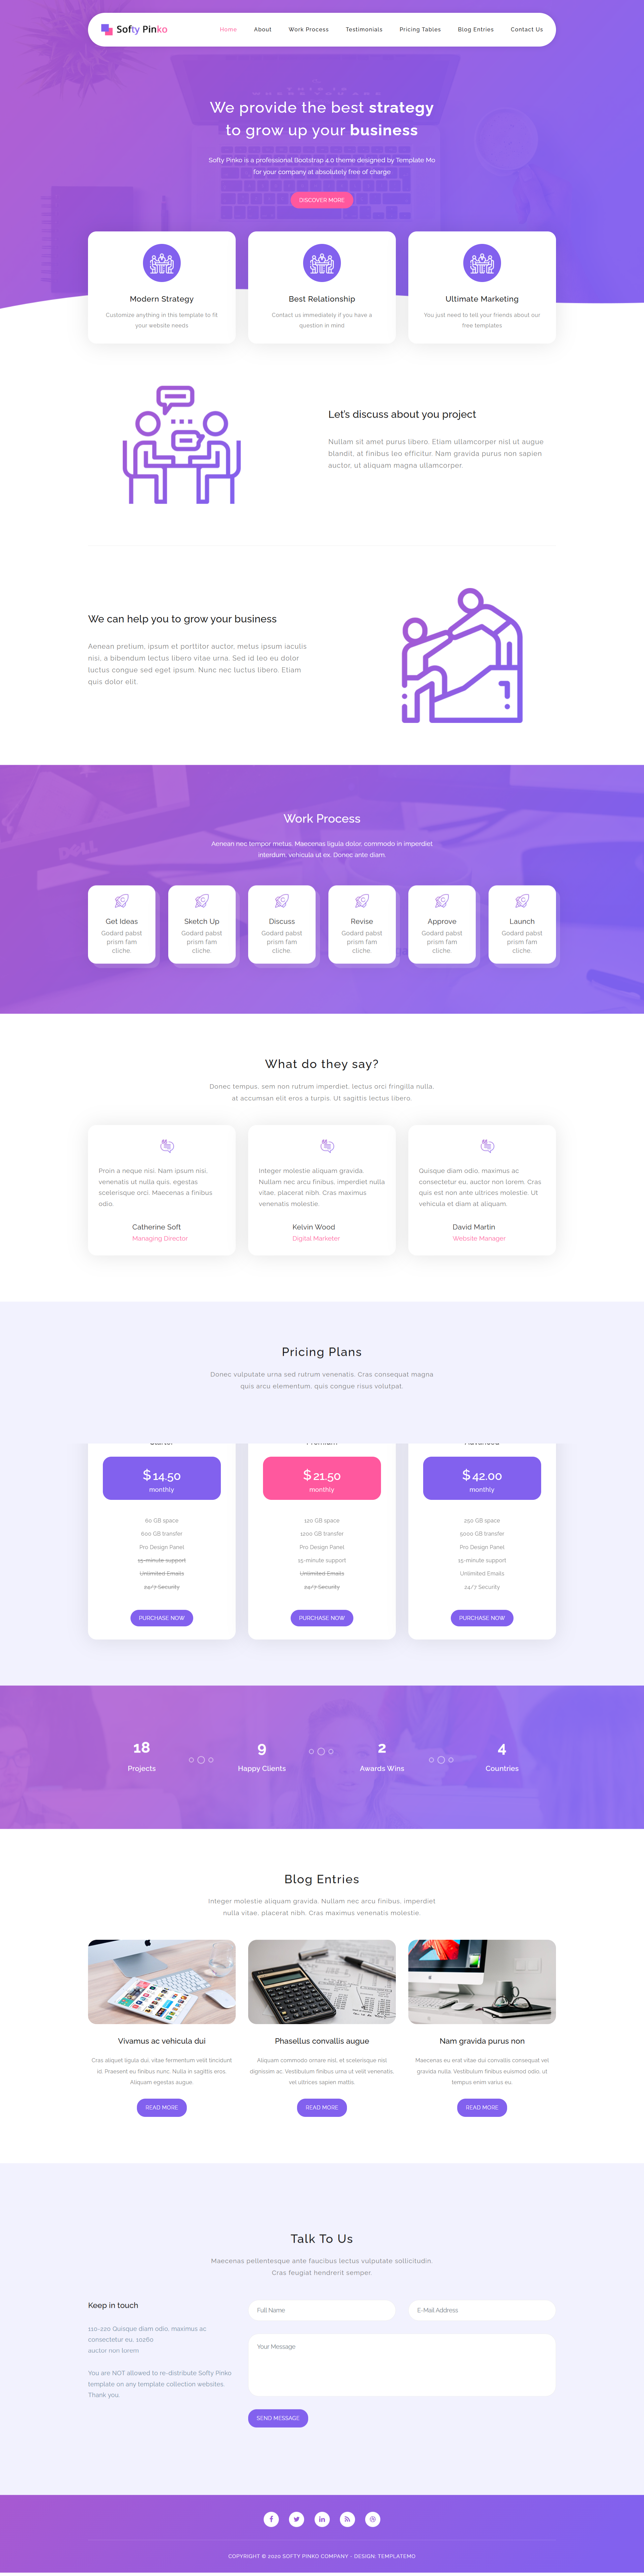 Softy Pinko
Home About Work Process Testimonials Pricing Tables Blog Entries Contact Us
We provide the best strategy
to grow up your business
Softy Pinko is a professional Bootstrap 4.0 theme designed by Template Mo
for your company at absolutely free of charge
DISCOVER MORE
Modern Strategy
Customize anything in this template to fit
your website needs
Best Relationship
Contact us immediately if you have a
question in mind
Ultimate Marketing
You just need to tell your friends about our
free templates
Let's discuss about you project
Nullam sit amet purus libero. Etiam ullamcorper nisl ut augue
blandit, at finibus leo efficitur. Nam gravida purus non sapien
auctor, ut aliquam magna ullamcorper.
We can help you to grow your business
Aenean pretium, ipsum et porttitor auctor, metus ipsum iaculis
nisi, a bibendum lectus libero vitae urna. Sed id leo eu dolor
luctus congue sed eget ipsum. Nunc nec luctus libero. Etiam
quis dolor elit.
DELL
Work Process
Aenean nec tempor metus. Maecenas ligula dolor, commodo in imperdiet
interdum, vehicula ut ex. Donec ante diam.
Get Ideas
Godard pabst
prism fam
cliche.
Sketch Up
Godard pabst
prism fam
cliche.
Discuss
Godard pabst
prism fam
cliche.
Revise
Godard pabst
prism fam
cliche.
Approve
Godard pabst
prism fam
cliche.
Launch
Godard pabst
prism fam
cliche.
What do they say?
Donec tempus, sem non rutrum imperdiet, lectus orci fringilla nulla,
at accumsan elit eros a turpis. Ut sagittis lectus libero.
Proin a neque nisi. Nam ipsum nisi,
venenatis ut nulla quis, egestas
scelerisque orci. Maecenas a finibus
odio.
Catherine Soft
Managing Director
Integer molestie aliquam gravida.
Nullam nec arcu finibus, imperdiet nulla
vitae, placerat nibh. Cras maximus
venenatis molestie.
Kelvin Wood
Digital Marketer
Quisque diam odio, maximus ac
consectetur eu, auctor non lorem. Cras
quis est non ante ultrices molestie. Ut
vehicula et diam at aliquam.
David Martin
Website Manager
Pricing Plans
Donec vulputate urna sed rutrum venenatis. Cras consequat magna
quis arcu elementum, quis congue risus volutpat.
$14.50
monthly
60 GB space
600 GB transfer
Pro Design Panel
15-minute support
Unlimited Emails
24/7 Security
PURCHASE NOW
$21.50
monthly
120 GB space
1200 GB transfer
Pro Design Panel
15-minute support
Unlimited Emails
24/7 Security
PURCHASE NOW
$42.00
monthly
250 GB space
5000 GB transfer
Pro Design Panel
15-minute support
Unlimited Emails
24/7 Security
PURCHASE NOW
18
Projects
9
Happy Clients
2
Awards Wins
4
Countries
Blog Entries
Integer molestie aliquam gravida. Nullam nec arcu finibus, imperdiet
nulla vitae, placerat nibh. Cras maximus venenatis molestie.
Vivamus ac vehicula dui
Cras aliquet ligula dui, vitae fermentum velit tincidunt
id. Praesent eu finibus nunc. Nulla in sagittis eros.
Aliquam egestas augue.
READ MORE
Phasellus convallis augue
Aliquam commodo ornare nisl, et scelerisque nisl
dignissim ac. Vestibulum finibus urna ut velit venenatis,
vel ultrices sapien mattis.
READ MORE
Nam gravida purus non
Maecenas eu erat vitae dui convallis consequat vel
gravida nulla. Vestibulum finibus euismod odio, ut
tempus enim varius eu.
READ MORE
Talk To Us
Maecenas pellentesque ante faucibus lectus vulputate sollicitudin.
Cras feugiat hendrerit semper.
Keep in touch
110-220 Quisque diam odio, maximus ac
consectetur eu, 10260
auctor non lorem
You are NOT allowed to re-distribute Softy Pinko
template on any template collection websites.
Thank you.
Full Name
E-Mail Address
Your Message
SEND MESSAGE
COPYRIGHT © 2020 SOFTY PINKO COMPANY - DESIGN: TEMPLATEMO